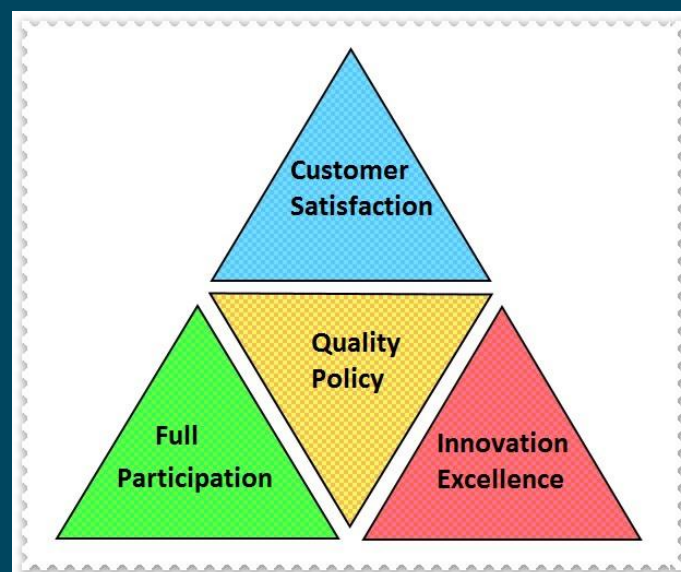 Customer
Satisfaction
Quality
Policy
Full
Participation
Innovation
Excellence